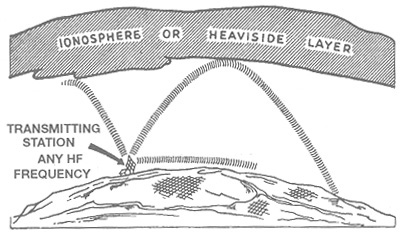 IONOSPHERE OR HEAVISIDE LAYER
TRANSMITTING
STATION
ANY HF
FREQUENCY